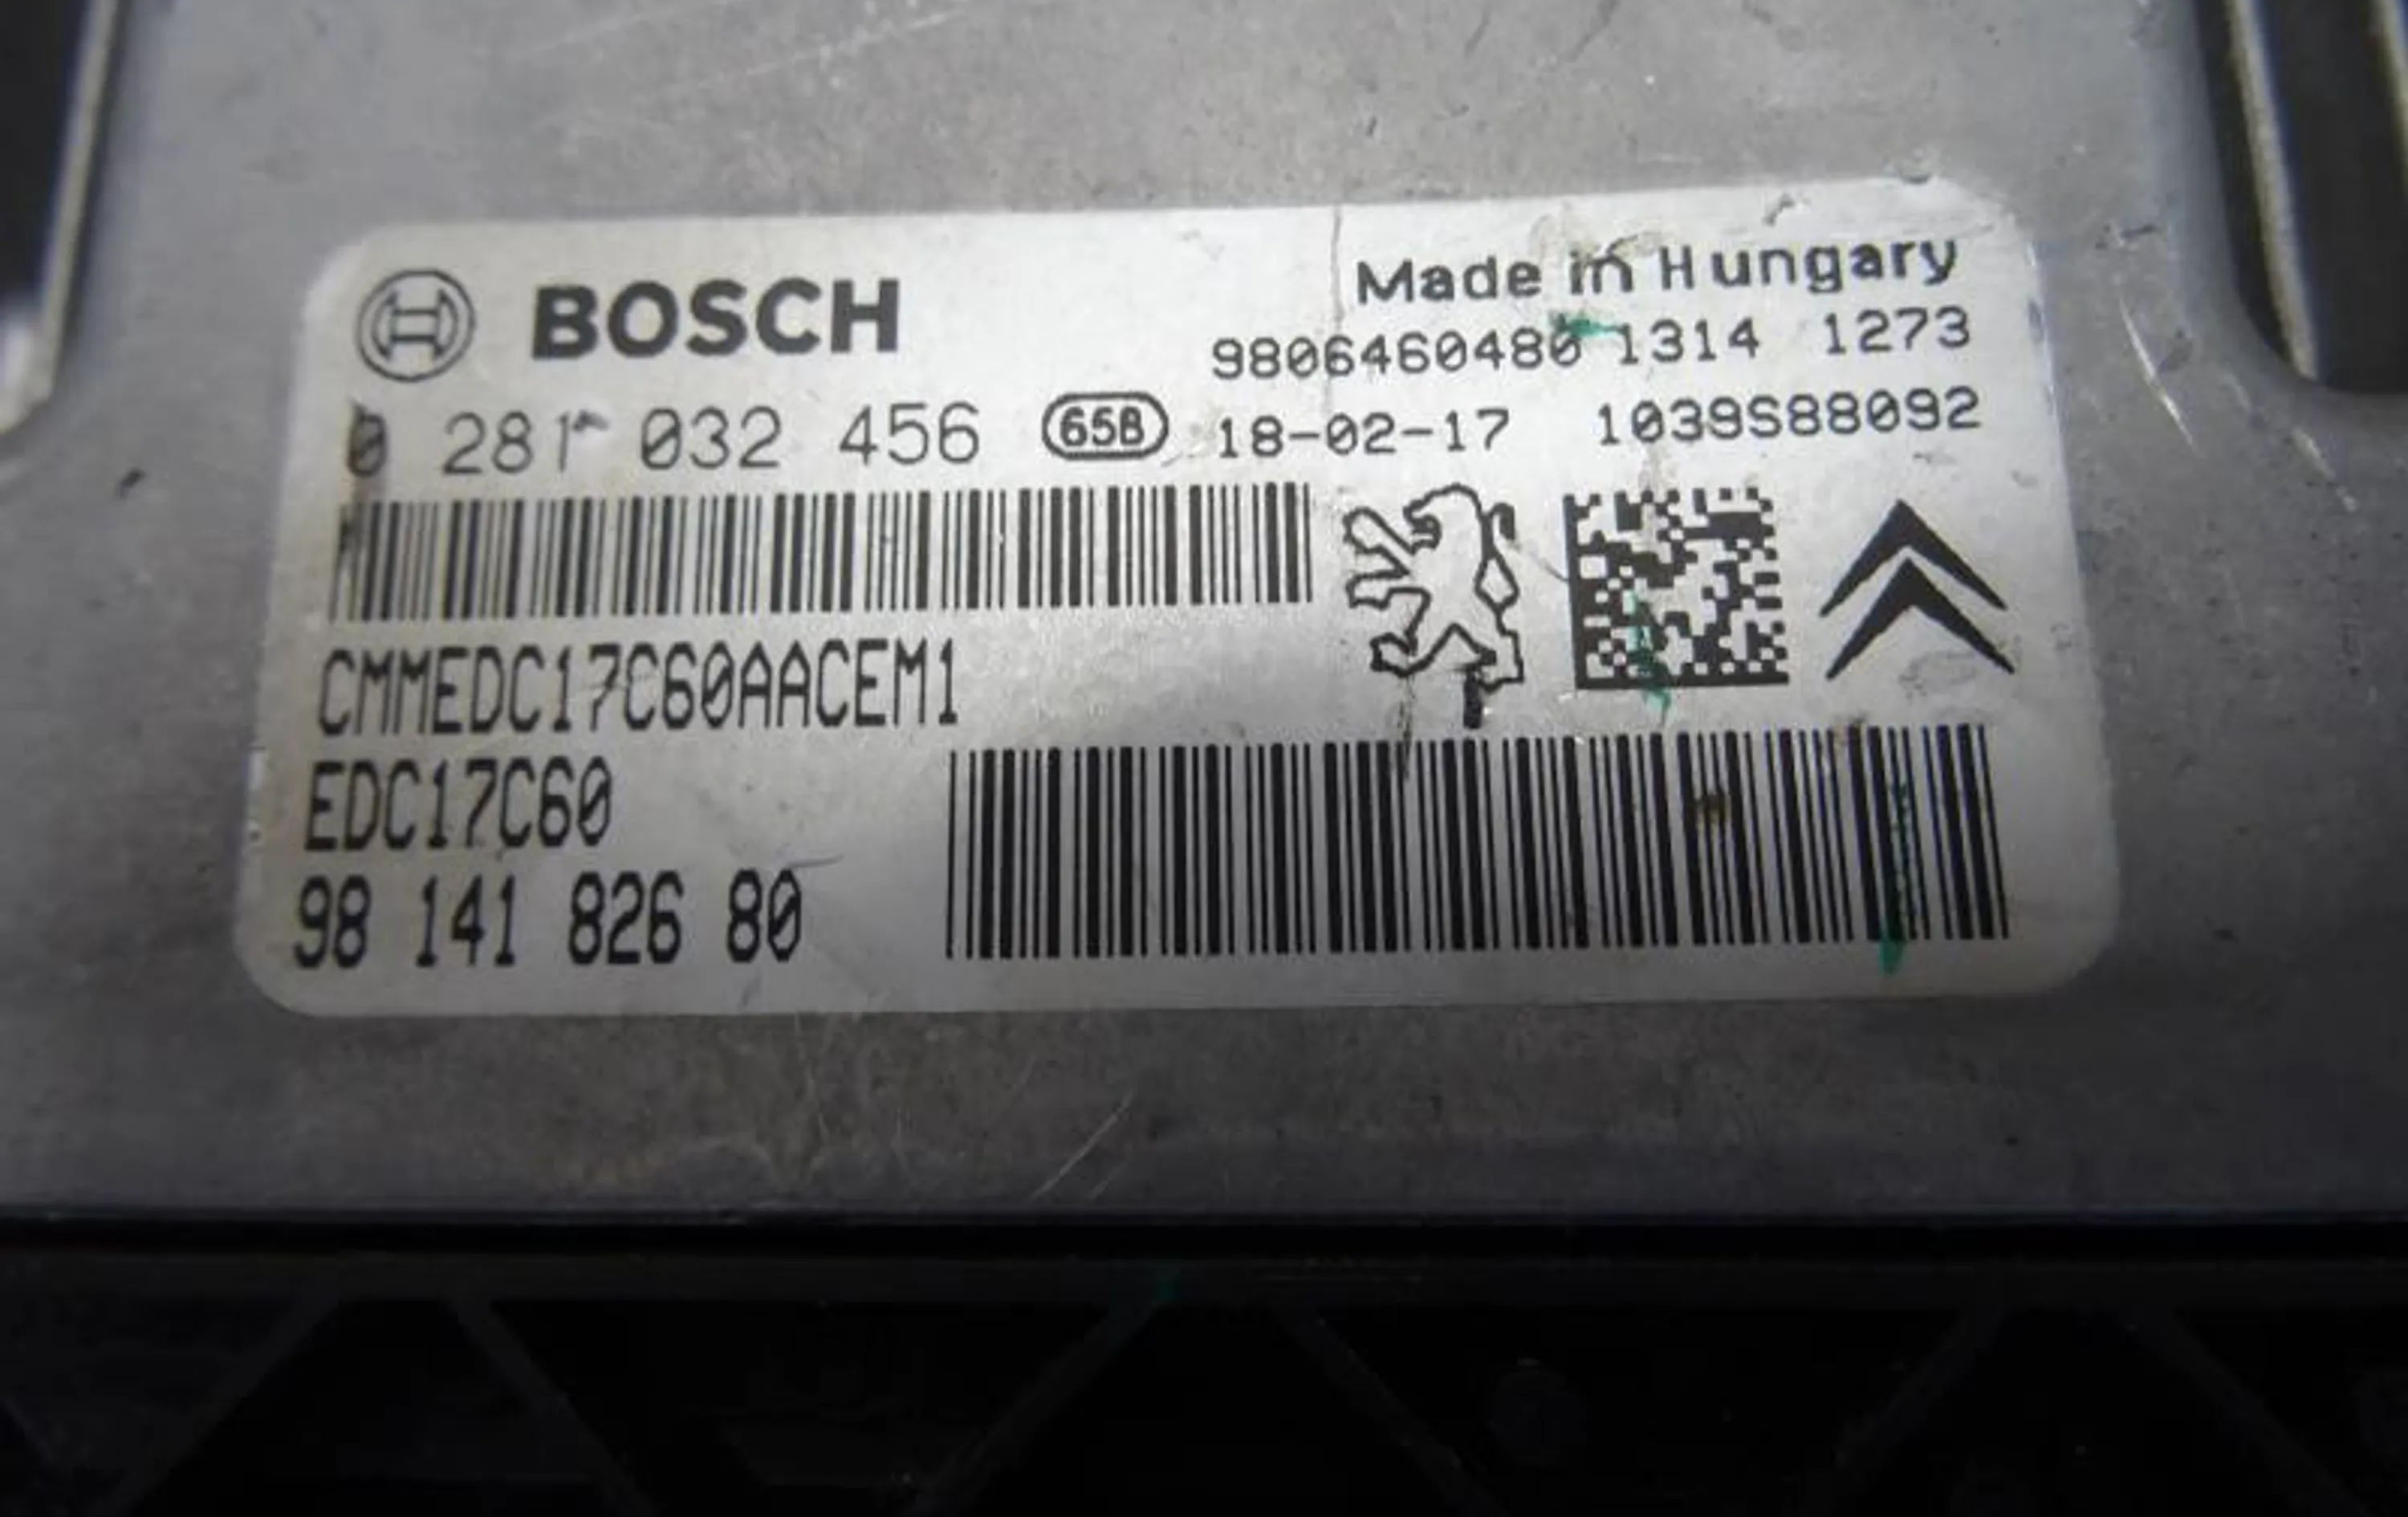 BOSCH
Made in Hungary
9806460480 1314 1273
0 281 032 456 65B 18-02-17 1039S88092
CMMEDC17C60AACEM1
EDC17C60
98 141 826 80